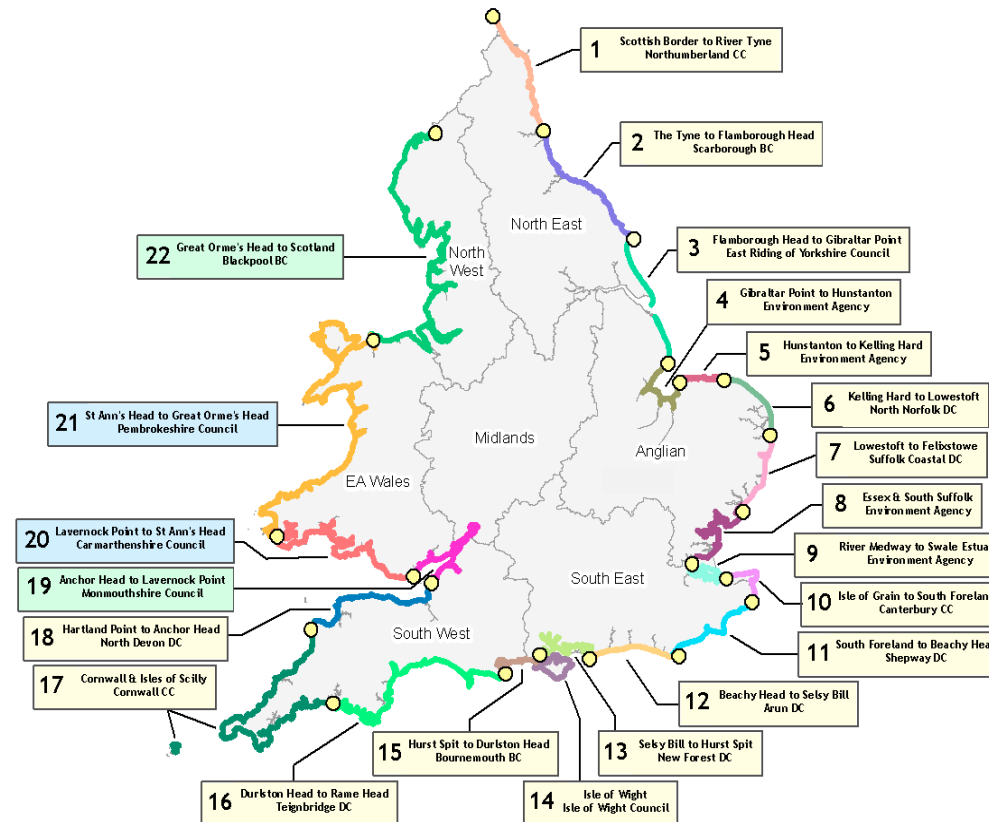 1 Scottish Border to River Tyne
Northumberland CC
2 The Tyne to Flamborough Head
Scarborough BC
North East
22 Great Orme's Head to Scotland
Blackpool BC
North
West
3 Flamborough Head to Gibraltar Point
East Riding of Yorkshire Council
4 Gibraltar Point to Hunstanton
Environment Agency
5 Hunstanton to Kelling Hard
Environment Agency
6 Kelling Hard to Lowestoft
North Norfolk DC
21 St Ann's Head to Great Orme's Head
Pembrokeshire Council
Midlands
Anglian
7 Lowestoft to Felixstowe
Suffolk Coastal DC
EA Wales
8 Essex & South Suffolk
Environment Agency
20 Lavernock Point to St Ann's Head
Carmarthenshire Council
9 River Medway to Swale Estua
Environment Agency
19 Anchor Head to Lavernock Point
Monmouthshire Council
South East
10 Isle of Grain to South Forelan
Canterbury CC
18 Hartland Point to Anchor Head
North Devon DC
South West
11 South Foreland to Beachy Hea
Shepway DC
17 Cornwall & Isles of Scilly
Cornwall CC
12 Beachy Head to Selsy Bill
Arun DC
15 Hurst Spit to Durlston Head
Bournemouth BC
13 Selsy Bill to Hurst Spit
New Forest DC
16 Durlston Head to Rame Head
Teignbridge DC
14 Isle of Wight
Isle of Wight Council